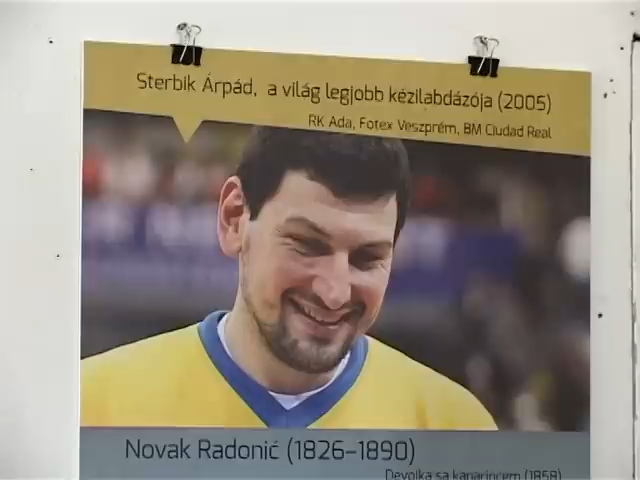 Sterbik Árpád, a világ legjobb kézilabdázója (2005)
RK Ada, Fotex Veszprém, BM Ciudad Real
Novak Radonić (1826–1890)
Devojka sa kanarincem (1858)